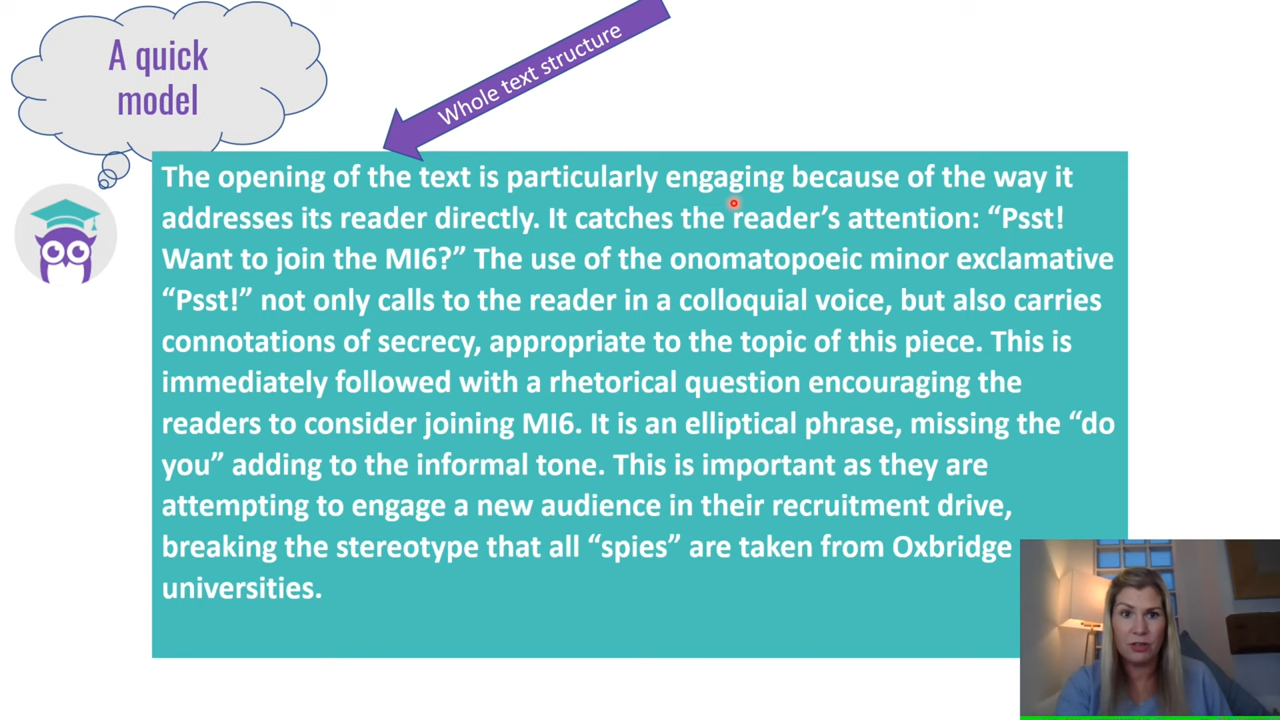 A quick
model
Whole text structure
The opening of the text is particularly engaging because of the way it
addresses its reader directly. It catches the reader’s attention: “Psst!
Want to join the MI6?” The use of the onomatopoeic minor exclamative
“Psst!” not only calls to the reader in a colloquial voice, but also carries
connotations of secrecy, appropriate to the topic of this piece. This is
immediately followed with a rhetorical question encouraging the
readers to consider joining MI6. It is an elliptical phrase, missing the “do
you” adding to the informal tone. This is important as they are
attempting to engage a new audience in their recruitment drive,
breaking the stereotype that all “spies” are taken from Oxbridge
universities.